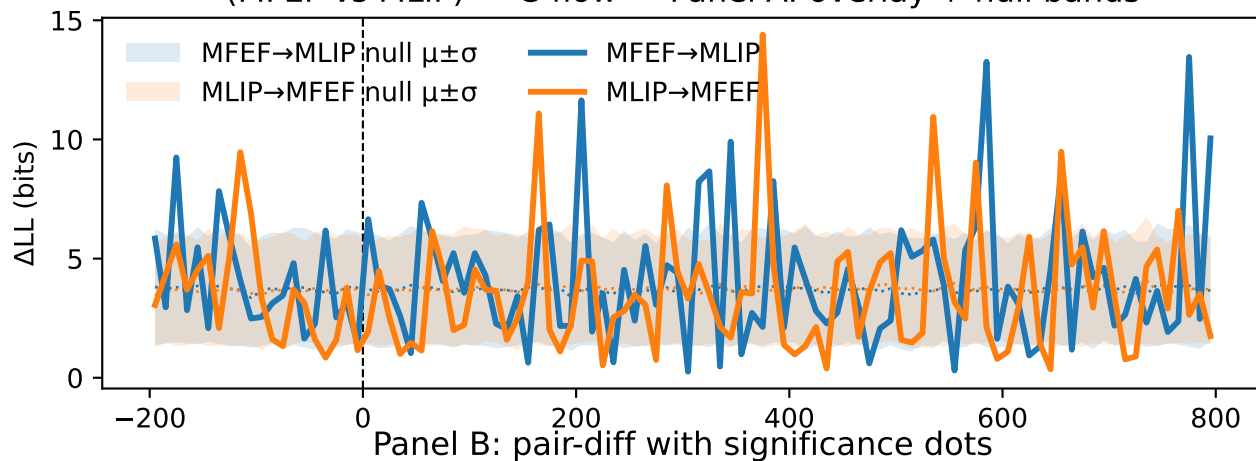 15
10
5
0
ΔLL (bits)
MFEF→MLIP null μ±σ
MLIP→MFEF null μ±σ
MFEF→MLIP
MLIP→MFEF
−200
0
200
400
600
800
Panel B: pair-diff with significance dots